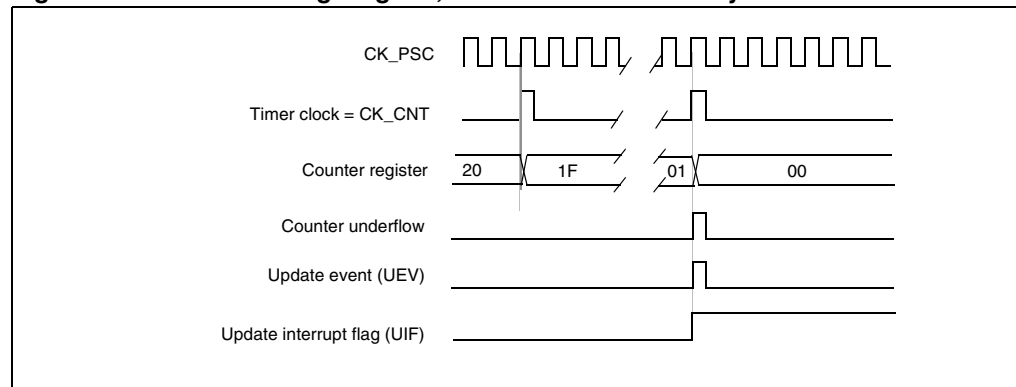 CK_PSC
Timer clock = CK_CNT
Counter register 20 1F 01 00
Counter underflow
Update event (UEV)
Update interrupt flag (UIF)